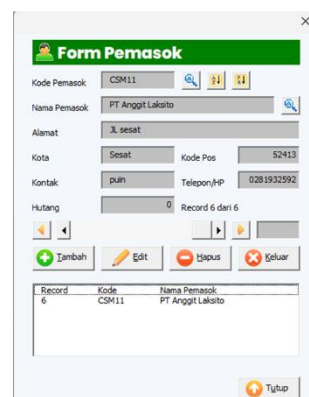 Form Pemasok
Kode Pemasok CSM11
Nama Pemasok PT Anggit Laksito
Alamat JL sesat
Kota Sesat Kode Pos 52413
Kontak puin Telepon/HP 0281932592
Hutang 0 Record 6 dari 6
Tambah Edit Hapus Keluar
Record Kode Nama Pemasok
6 CSM11 PT Anggit Laksito
Tutup